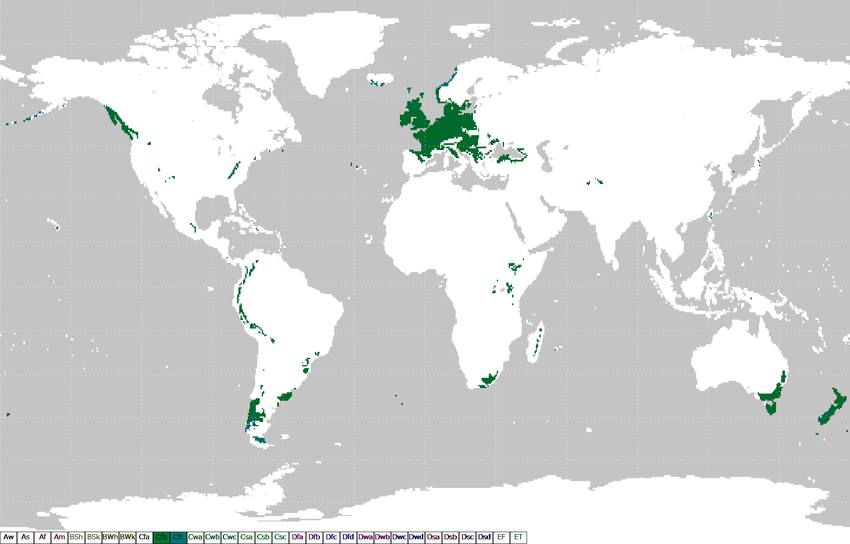 Aw As Af Am BSh BSk BWh BWk Cfa Cfb Cfc Cwa Cwb Cwc Csa Csb Csc Dfa Dfb Dfc Dfd Dwa Dwb Dwc Dwd Dsa Dsb Dsc Dsd EF ET